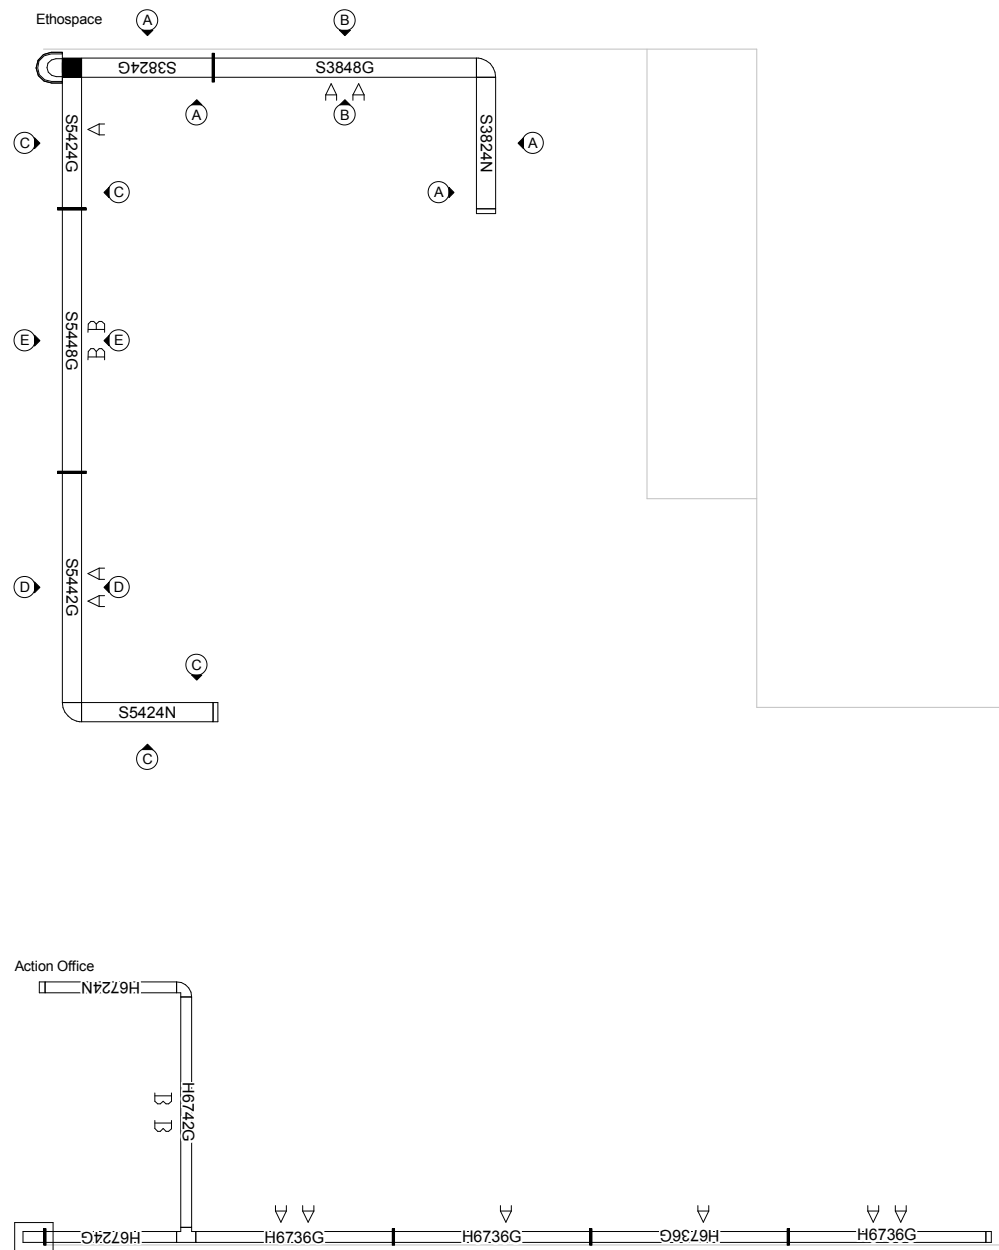 Ethospace
A
B
S3824G
S3848G
A
B
A A
S5424G
A
C
C
S3824N
A
A
S5448G
B B
E
E
S5442G
A A
D
D
C
S5424N
C
Action Office
H6724N
H6742G
B B
H6724G
H6736G
A A
H6736G
A
H6736G
A
H6736G
A A